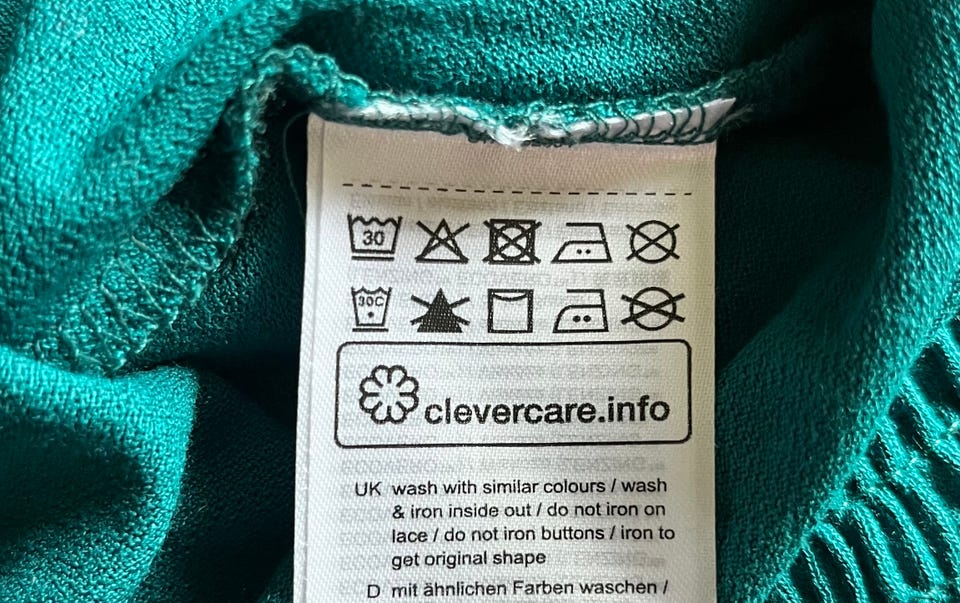 30
30C
clevercare.info
UK wash with similar colours / wash
& iron inside out / do not iron on
lace / do not iron buttons / iron to
get original shape
D mit ähnlichen Farben waschen /